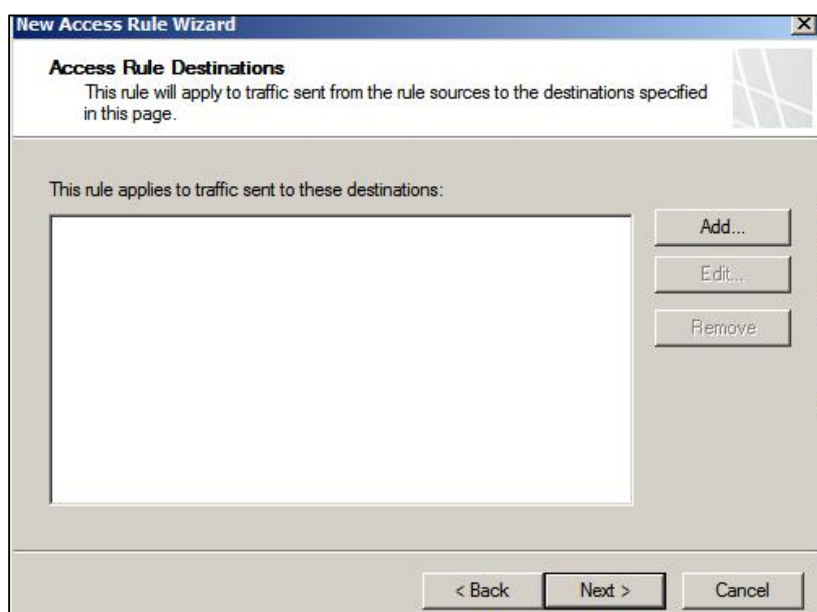 New Access Rule Wizard
Access Rule Destinations
This rule will apply to traffic sent from the rule sources to the destinations specified
in this page.
This rule applies to traffic sent to these destinations:
Add...
Edit...
Remove
< Back
Next >
Cancel